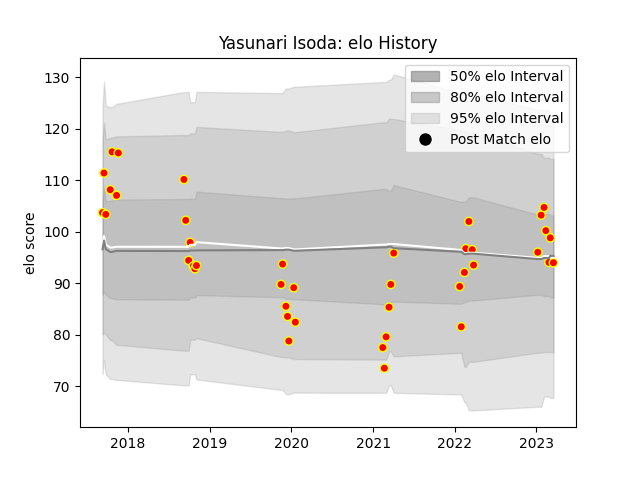 Yasunari Isoda: elo History
130
120
110
100
90
80
70
elo score
50% elo Interval
80% elo Interval
95% elo Interval
Post Match elo
2018
2019
2020
2021
2022
2023